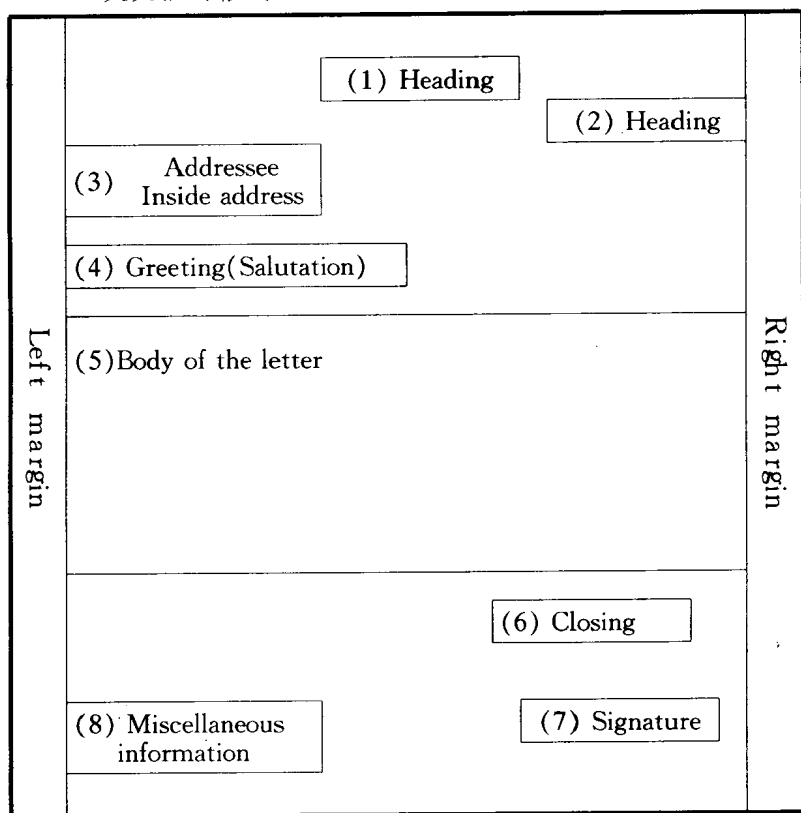 (1) Heading
(2) Heading
(3) Addressee
Inside address
(4) Greeting(Salutation)
Left margin
Right margin
(5)Body of the letter
(6) Closing
(7) Signature
(8) Miscellaneous
information